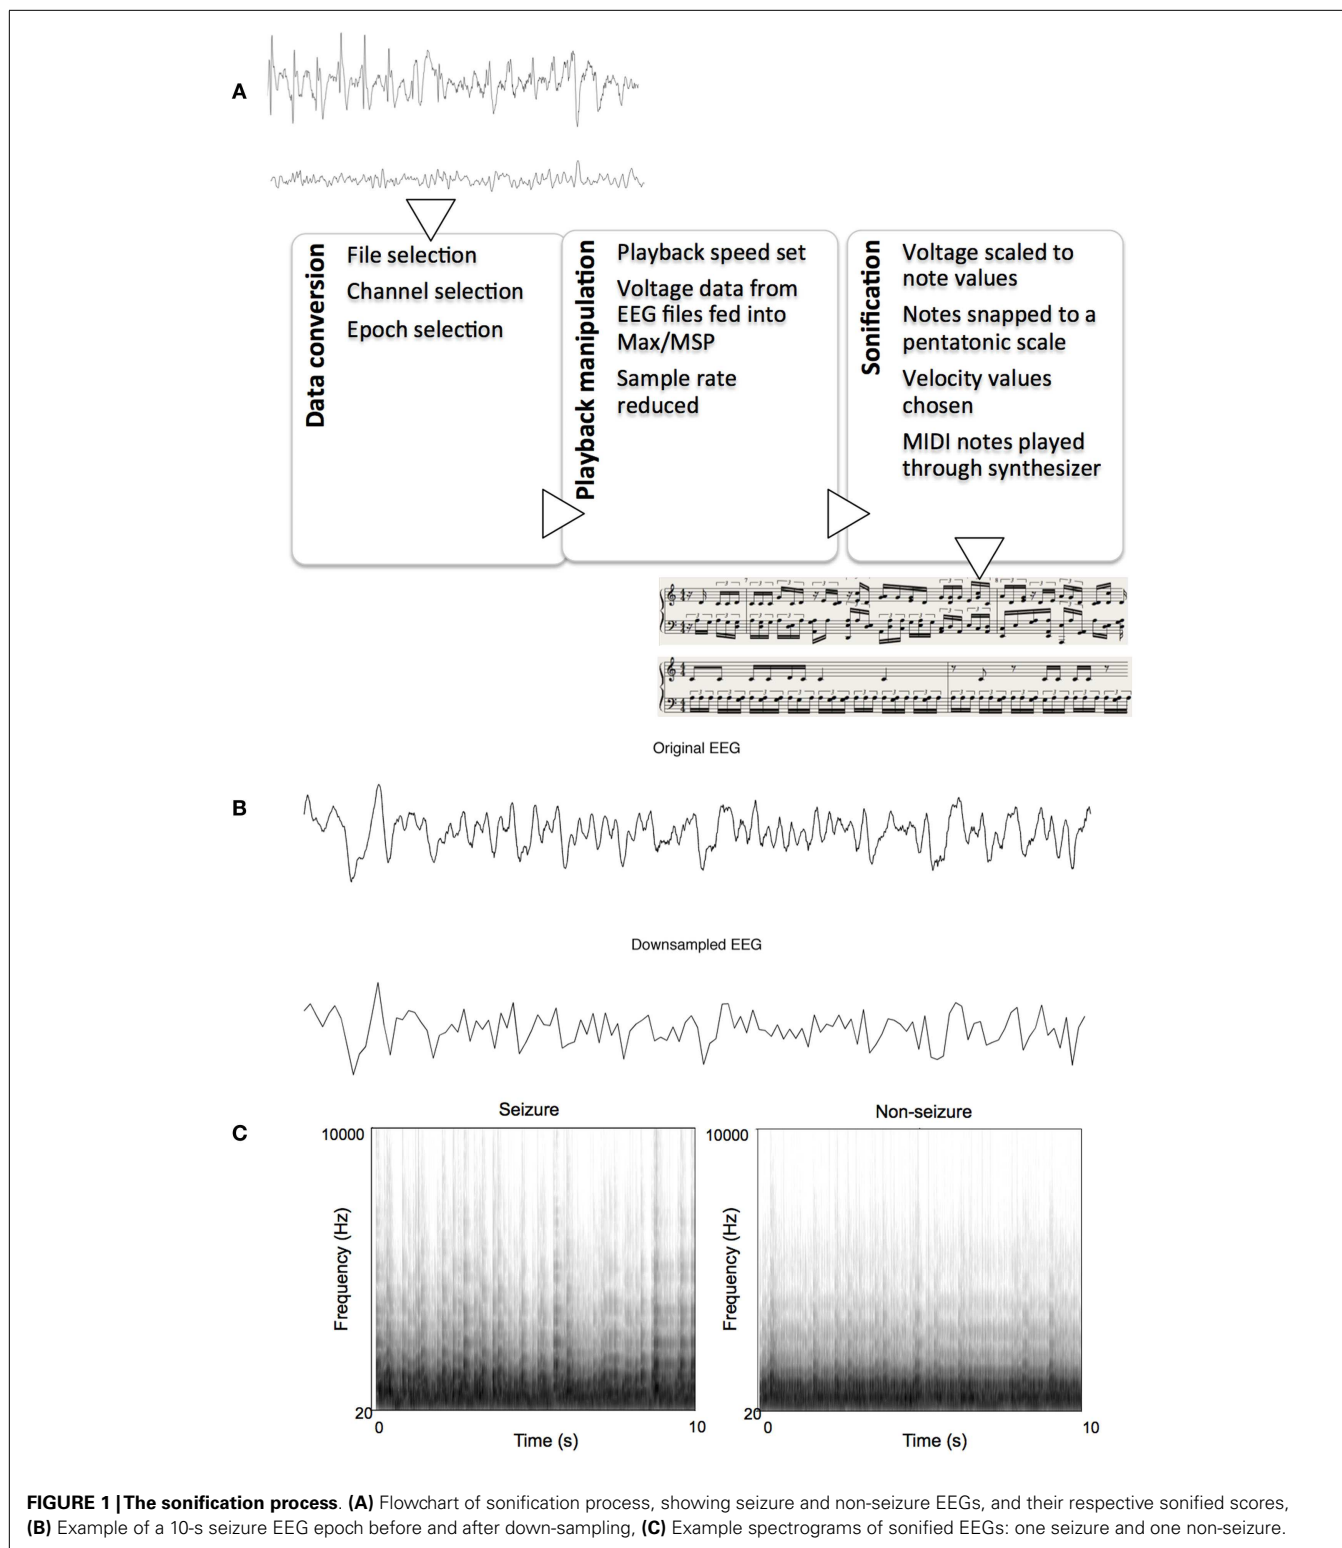 A
Data conversion
File selection
Channel selection
Epoch selection
Playback manipulation
Playback speed set
Voltage data from
EEG files fed into
Max/MSP
Sample rate
reduced
Sonification
Voltage scaled to
note values
Notes snapped to a
pentatonic scale
Velocity values
chosen
MIDI notes played
through synthesizer
Original EEG
B
Downsampled EEG
C
Seizure
10000
Frequency (Hz)
20
0
10
Time (s)
Non-seizure
10000
Frequency (Hz)
20
0
10
Time (s)
FIGURE 1 | The sonification process. (A) Flowchart of sonification process, showing seizure and non-seizure EEGs, and their respective sonified scores,
(B) Example of a 10-s seizure EEG epoch before and after down-sampling, (C) Example spectrograms of sonified EEGs: one seizure and one non-seizure.